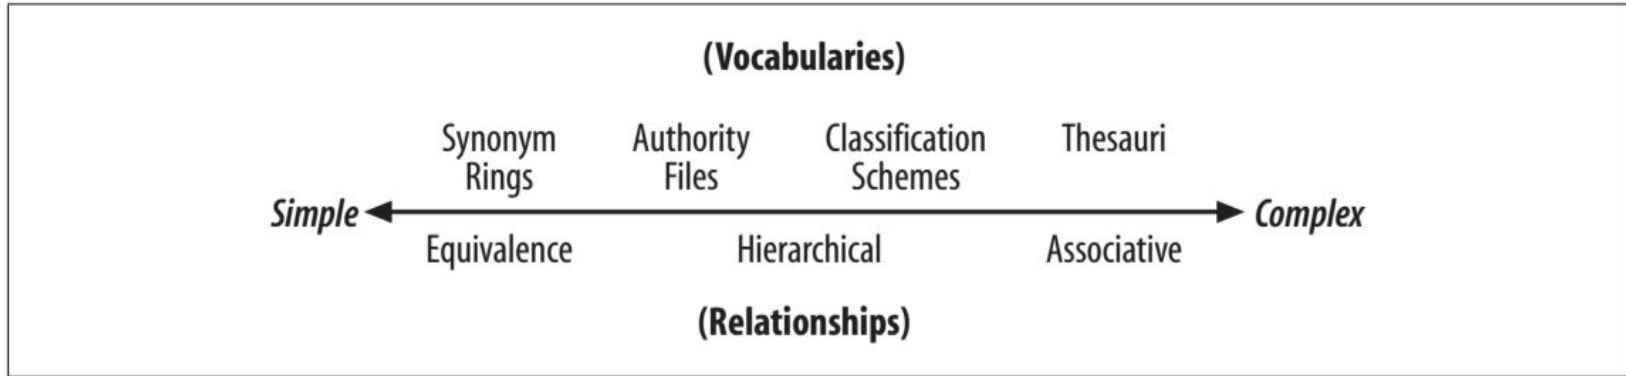 (Vocabularies)
Synonym Rings
Authority Files
Classification Schemes
Thesauri
Simple
Complex
Equivalence
Hierarchical
Associative
(Relationships)